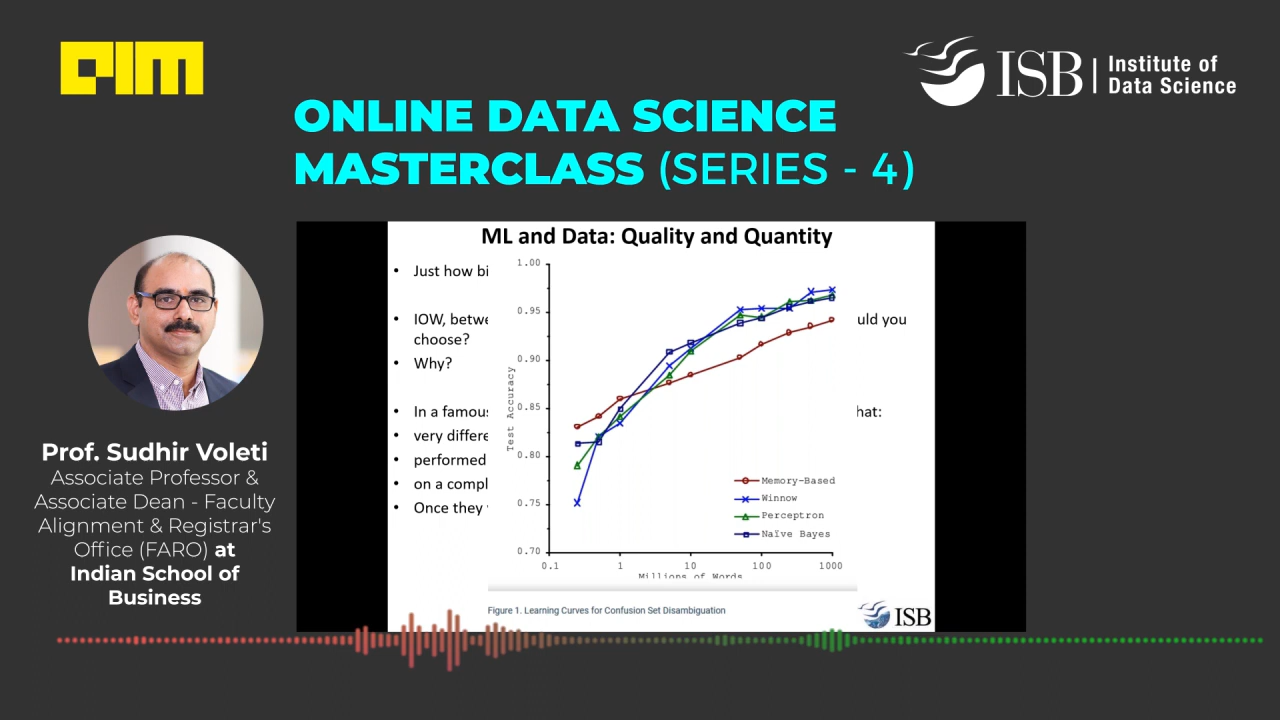 AIM
ISB | Institute of
Data Science
ONLINE DATA SCIENCE
MASTERCLASS (SERIES - 4)
Prof. Sudhir Voleti
Associate Professor &
Associate Dean - Faculty
Alignment & Registrar's
Office (FARO) at
Indian School of
Business
ML and Data: Quality and Quantity
• Just how bi
• IOW, betwe
uld you
choose?
• Why?
• In a famous
hat:
• very differe
• performed
• on a compl
• Once they
1.00
0.95
0.90
0.85
0.80
0.75
0.70
Test Accuracy
0.1 1 10 100 1000
Millions of Words
Memory-Based
Winnow
Perceptron
Naïve Bayes
Figure 1. Learning Curves for Confusion Set Disambiguation
ISB